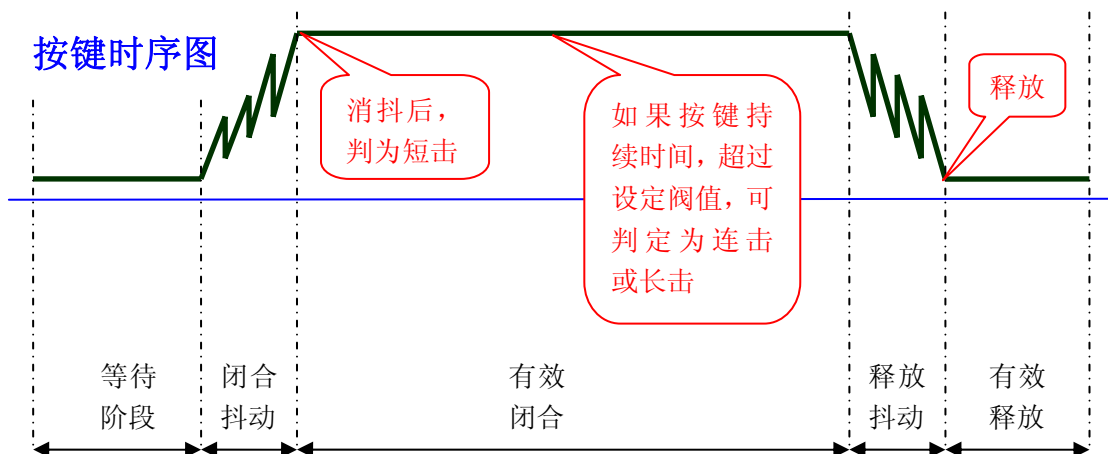 按键时序图
消抖后，
判为短击
如果按键持
续时间，超过
设定阀值，可
判定为连击
或长击
释放
等待
阶段
闭合
抖动
有效
闭合
释放
抖动
有效
释放